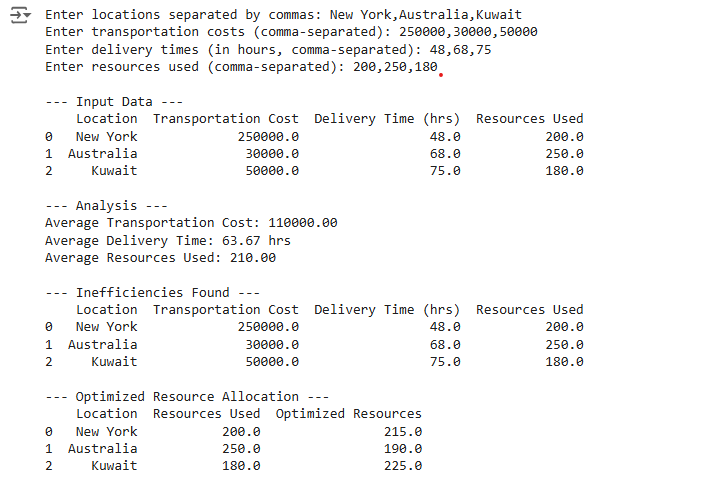 Enter locations separated by commas: New York,Australia,Kuwait
Enter transportation costs (comma-separated): 250000,30000,50000
Enter delivery times (in hours, comma-separated): 48,68,75
Enter resources used (comma-separated): 200,250,180
--- Input Data ---
Location Transportation Cost Delivery Time (hrs) Resources Used
0 New York 250000.0 48.0 200.0
1 Australia 30000.0 68.0 250.0
2 Kuwait 50000.0 75.0 180.0
--- Analysis ---
Average Transportation Cost: 110000.00
Average Delivery Time: 63.67 hrs
Average Resources Used: 210.00
--- Inefficiencies Found ---
Location Transportation Cost Delivery Time (hrs) Resources Used
0 New York 250000.0 48.0 200.0
1 Australia 30000.0 68.0 250.0
2 Kuwait 50000.0 75.0 180.0
--- Optimized Resource Allocation ---
Location Resources Used Optimized Resources
0 New York 200.0 215.0
1 Australia 250.0 190.0
2 Kuwait 180.0 225.0